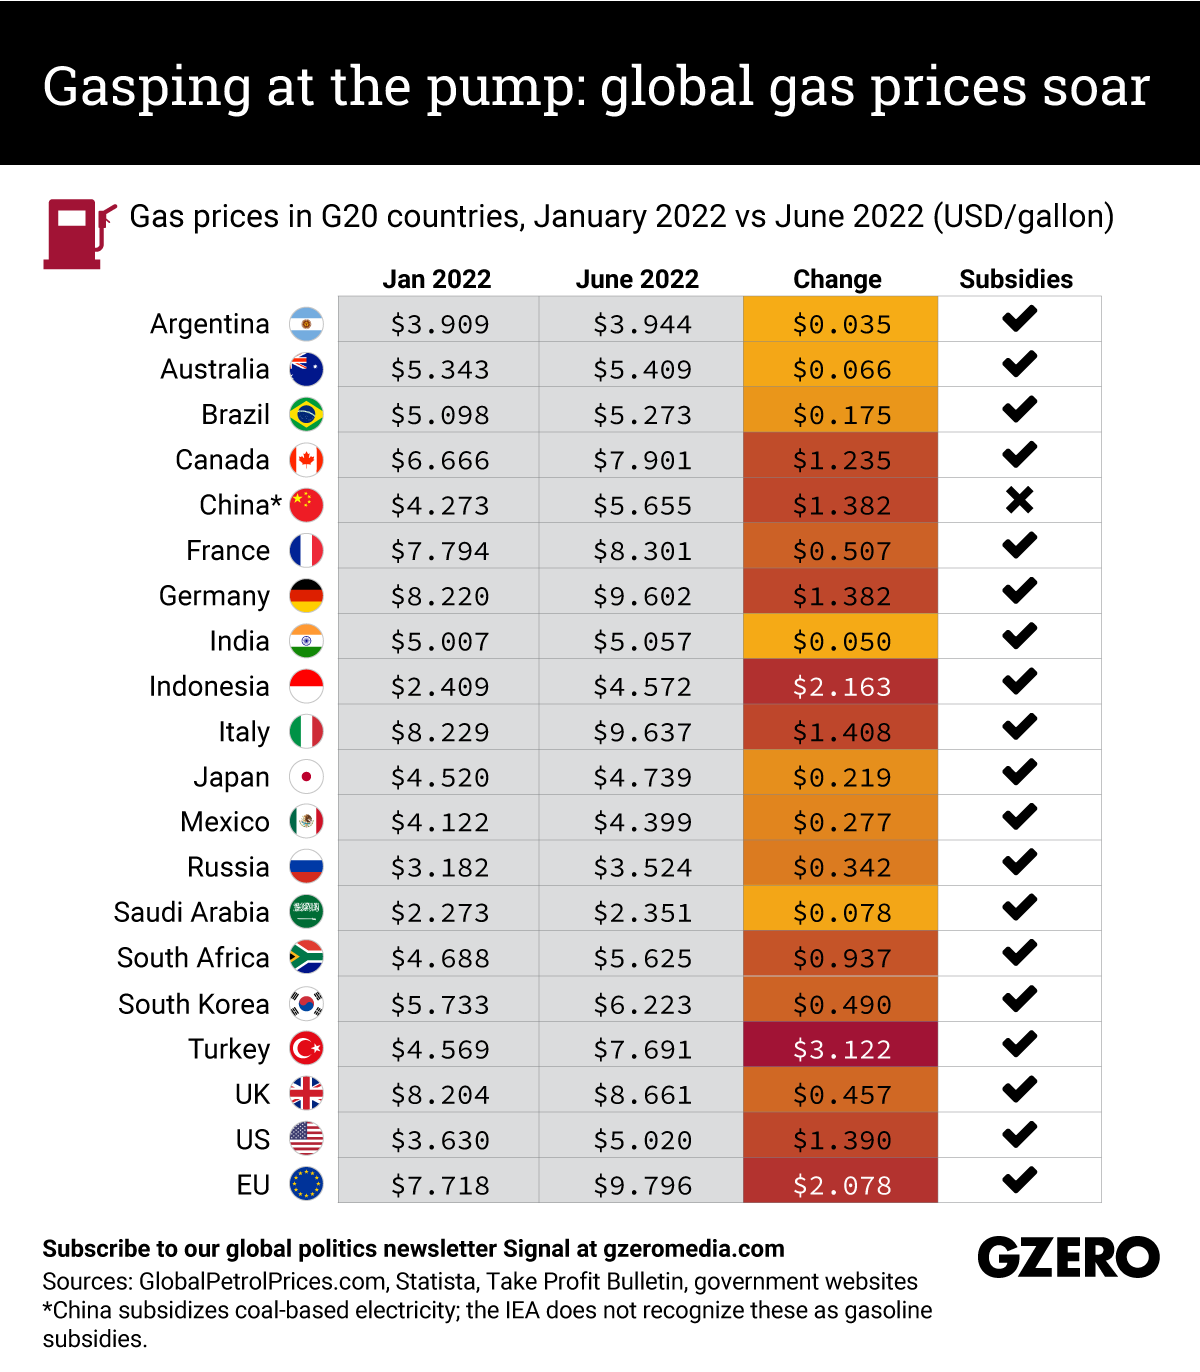 Gasping at the pump: global gas prices soar
Gas prices in G20 countries, January 2022 vs June 2022 (USD/gallon)
Jan 2022 June 2022 Change Subsidies
Argentina $3.909 $3.944 $0.035
Australia $5.343 $5.409 $0.066
Brazil $5.098 $5.273 $0.175
Canada $6.666 $7.901 $1.235
China* $4.273 $5.655 $1.382
France $7.794 $8.301 $0.507
Germany $8.220 $9.602 $1.382
India $5.007 $5.057 $0.050
Indonesia $2.409 $4.572 $2.163
Italy $8.229 $9.637 $1.408
Japan $4.520 $4.739 $0.219
Mexico $4.122 $4.399 $0.277
Russia $3.182 $3.524 $0.342
Saudi Arabia $2.273 $2.351 $0.078
South Africa $4.688 $5.625 $0.937
South Korea $5.733 $6.223 $0.490
Turkey $4.569 $7.691 $3.122
UK $8.204 $8.661 $0.457
US $3.630 $5.020 $1.390
EU $7.718 $9.796 $2.078
Subscribe to our global politics newsletter Signal at gzeromedia.com
GZERO
Sources: GlobalPetrolPrices.com, Statista, Take Profit Bulletin, government websites
*China subsidizes coal-based electricity; the IEA does not recognize these as gasoline
subsidies.